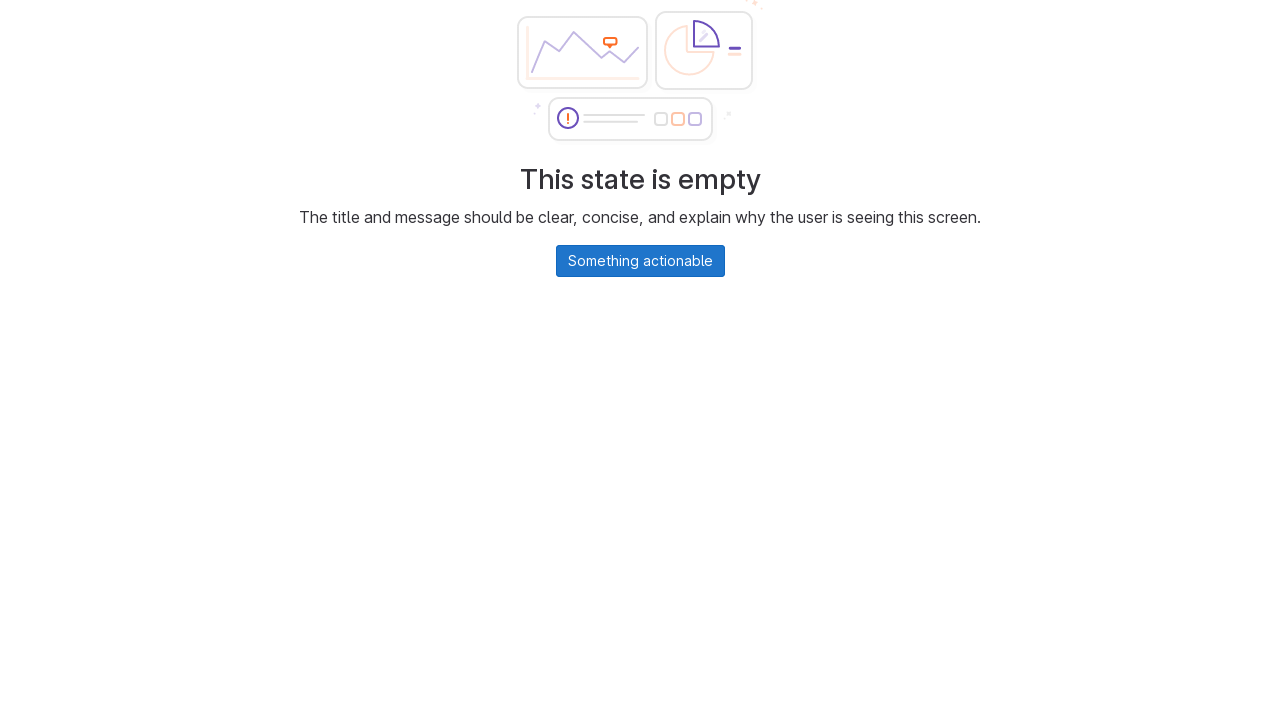 This state is empty
The title and message should be clear, concise, and explain why the user is seeing this screen.
Something actionable